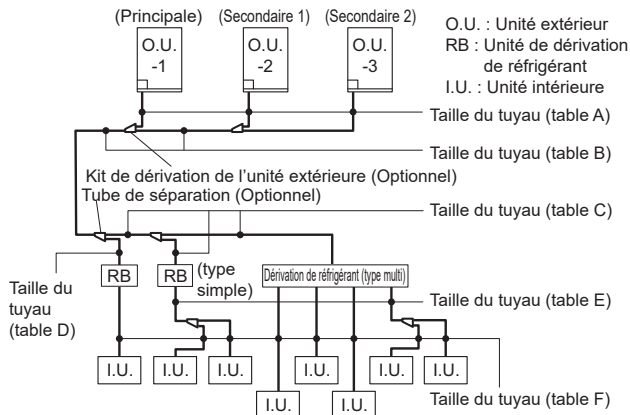 (Principale) (Secondaire 1) (Secondaire 2)
O.U. -1
O.U. -2
O.U. -3
O.U. : Unité extérieur
RB : Unité de dérivation
de réfrigérant
I.U. : Unité intérieure
Taille du tuyau (table A)
Taille du tuyau (table B)
Kit de dérivation de l'unité extérieure (Optionnel)
Tube de séparation (Optionnel)
Taille du tuyau (table C)
RB
RB
(type
simple)
Dérivation de réfrigérant (type multi)
Taille du
tuyau
(table D)
Taille du tuyau (table E)
I.U.
I.U.
I.U.
I.U.
I.U.
I.U.
I.U.
I.U.
Taille du tuyau (table F)